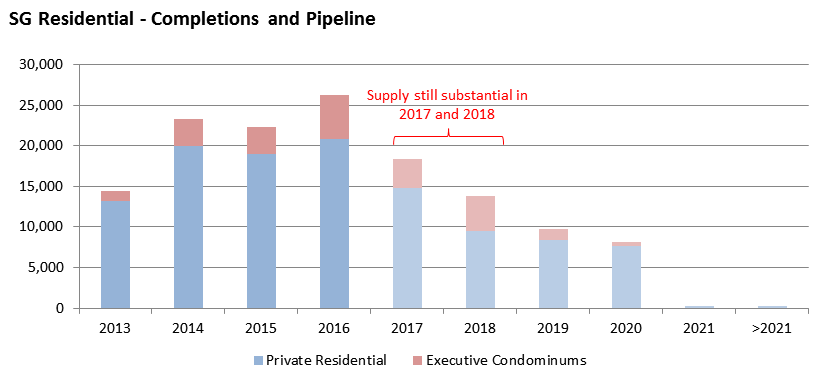 SG Residential - Completions and Pipeline
30,000
25,000
20,000
15,000
10,000
5,000
0
Supply still substantial in
2017 and 2018
2013 2014 2015 2016 2017 2018 2019 2020 2021 >2021
Private Residential Executive Condominums